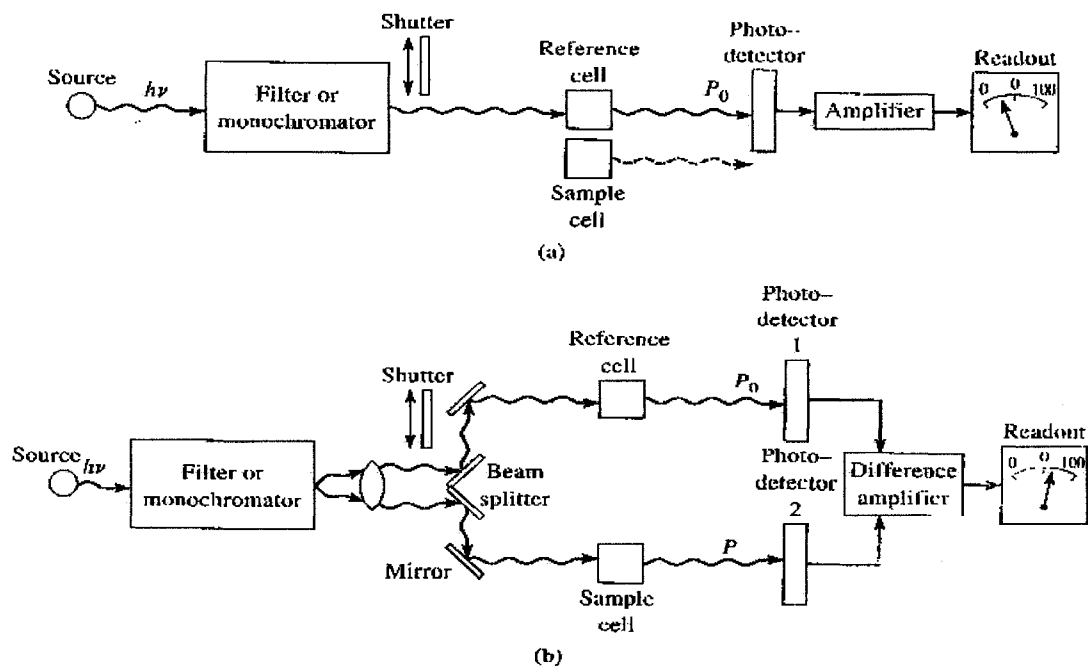 Shutter
Photo–
detector
Reference
cell
Source
hν
Filter or
monochromator
P₀
Amplifier
Readout
0 0 100
Sample
cell
(a)
Photo–
detector
1
Reference
cell
Shutter
P₀
Source
hν
Filter or
monochromator
Beam
splitter
Photo–
detector
2
Difference
amplifier
Readout
0 0 100
Mirror
P
Sample
cell
(b)